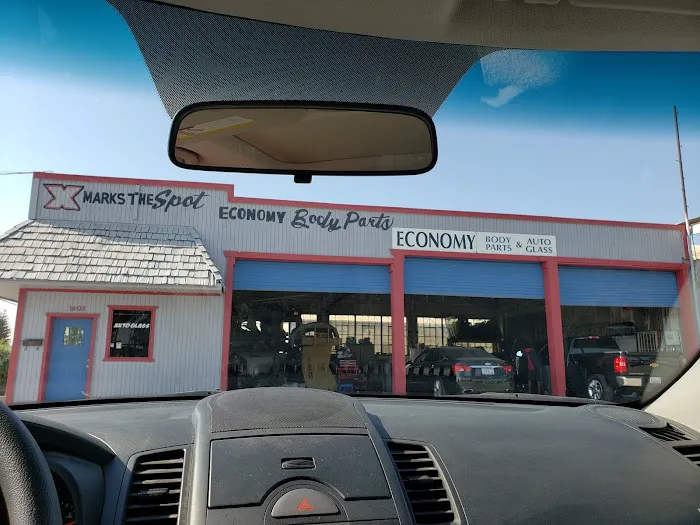 X MARKS THE Spot
ECONOMY Body Parts
ECONOMY BODY PARTS & AUTO GLASS
AUTO GLASS